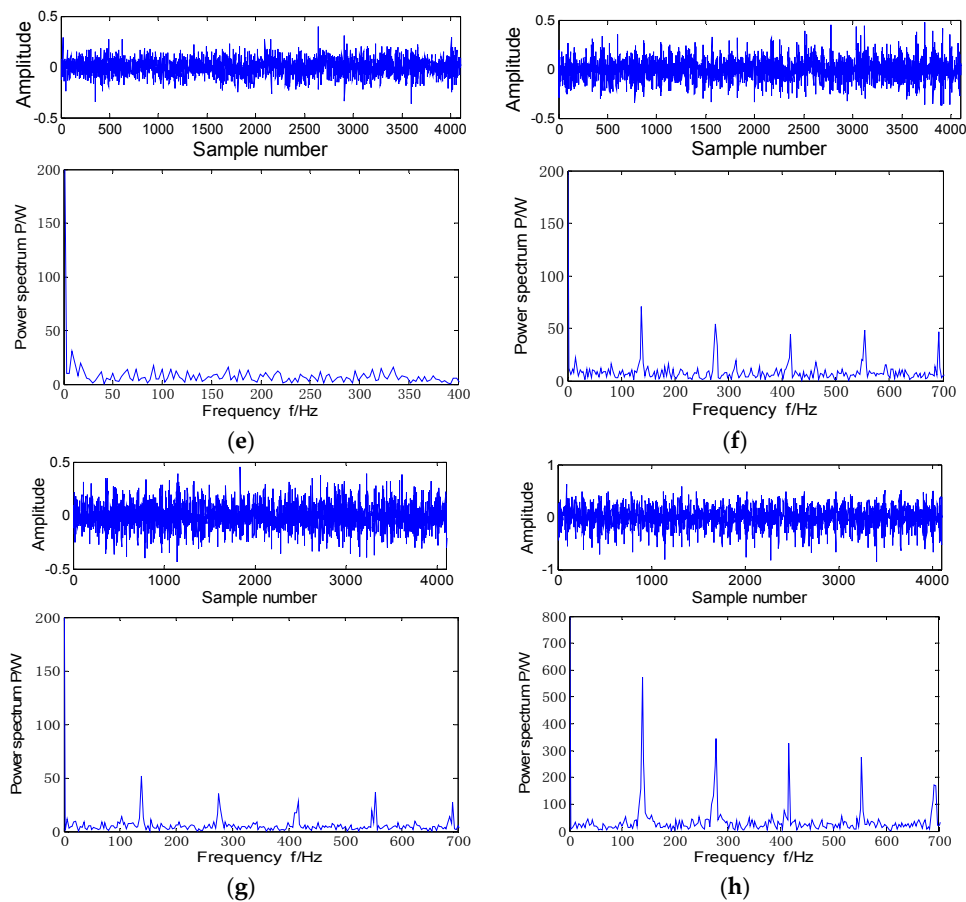 0.5
0
-0.5
Amplitude
0 500 1000 1500 2000 2500 3000 3500 4000
Sample number
200
150
100
50
0
Power spectrum P/W
0 50 100 150 200 250 300 350 400
Frequency f/Hz
(e)
0.5
0
-0.5
Amplitude
0 500 1000 1500 2000 2500 3000 3500 4000
Sample number
200
150
100
50
0
Power spectrum P/W
100 200 300 400 500 600 700
Frequency f/Hz
(f)
0.5
0
-0.5
Amplitude
0 1000 2000 3000 4000
Sample number
200
150
100
50
0
Power spectrum P/W
0 100 200 300 400 500 600 700
Frequency f/Hz
(g)
1
0
-1
Amplitude
0 1000 2000 3000 4000
Sample number
800
700
600
500
400
300
200
100
0
Power spectrum P/W
0 100 200 300 400 500 600 700
Frequency f/Hz
(h)